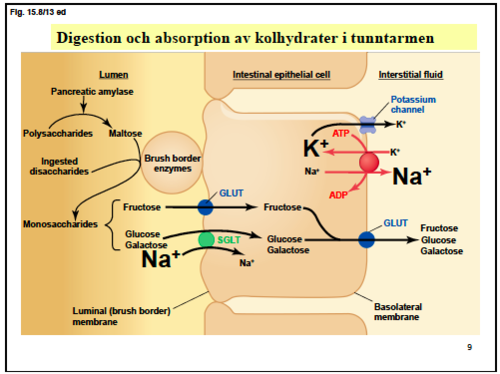 Fig. 15.8/13 ed
Digestion och absorption av kolhydrater i tunntarmen
Lumen
Intestinal epithelial cell
Interstitial fluid
Pancreatic amylase
Polysaccharides
Maltose
Ingested
disaccharides
Brush border
enzymes
Monosaccharides
Fructose
Glucose
Galactose
Na⁺
GLUT
SGLT
Fructose
Glucose
Galactose
Na⁺
Potassium
channel
K⁺
ATP
K⁺
K⁺
Na⁺
Na⁺
ADP
GLUT
Fructose
Glucose
Galactose
Luminal (brush border)
membrane
Basolateral
membrane
9